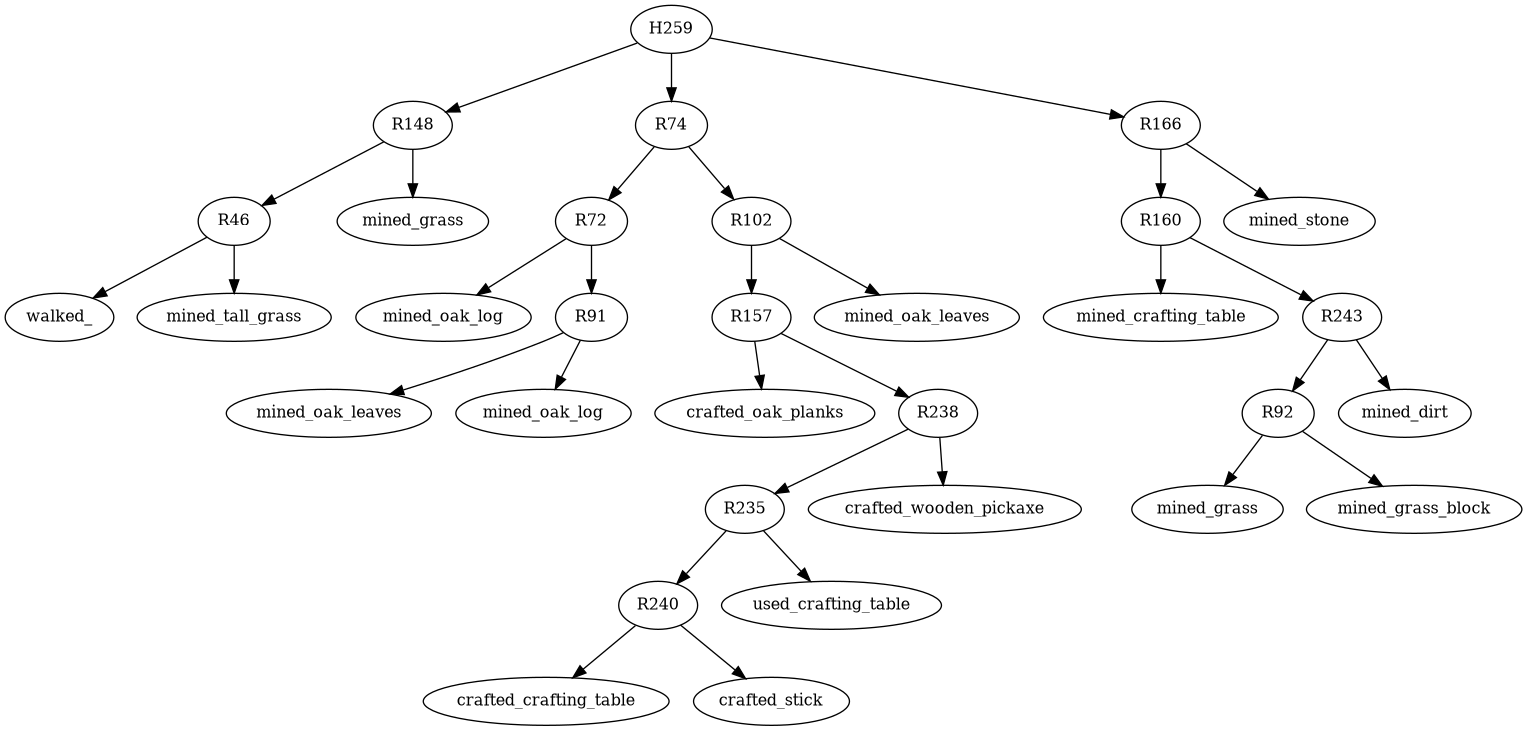 H259
R148
R74
R166
R46
mined_grass
R72
R102
R160
mined_stone
walked_
mined_tall_grass
mined_oak_log
R91
R157
mined_oak_leaves
mined_crafting_table
R243
mined_oak_leaves
mined_oak_log
crafted_oak_planks
R238
R92
mined_dirt
R235
crafted_wooden_pickaxe
mined_grass
mined_grass_block
R240
used_crafting_table
crafted_crafting_table
crafted_stick